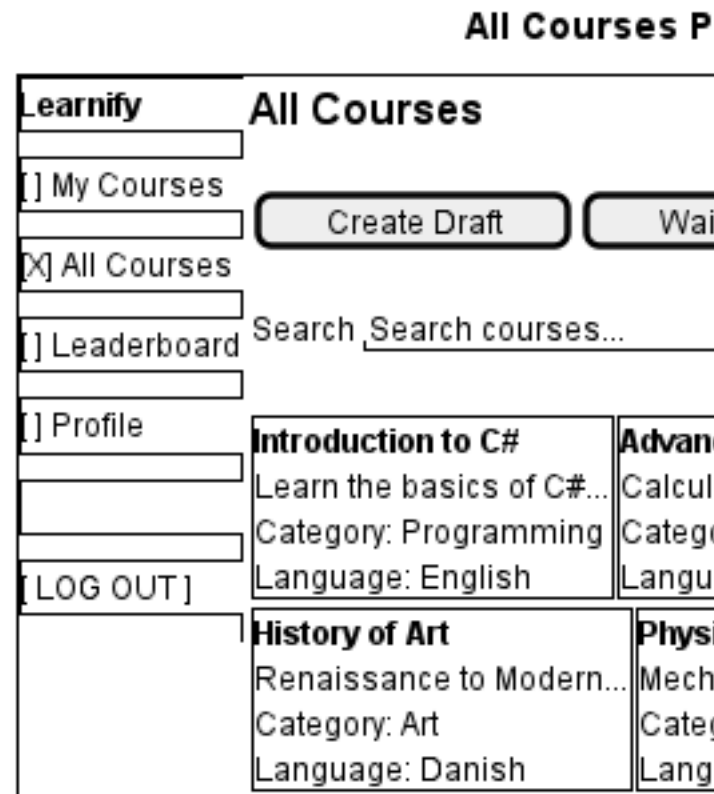 All Courses P
Learnify
All Courses
[ ] My Courses
Create Draft
Wai
[X] All Courses
Search Search courses...
[ ] Leaderboard
[ ] Profile
Introduction to C#
Learn the basics of C#...
Category: Programming
Language: English
Advan
Calcul
Catego
Langu
[ LOG OUT ]
History of Art
Renaissance to Modern...
Category: Art
Language: Danish
Physi
Mech
Categ
Lang